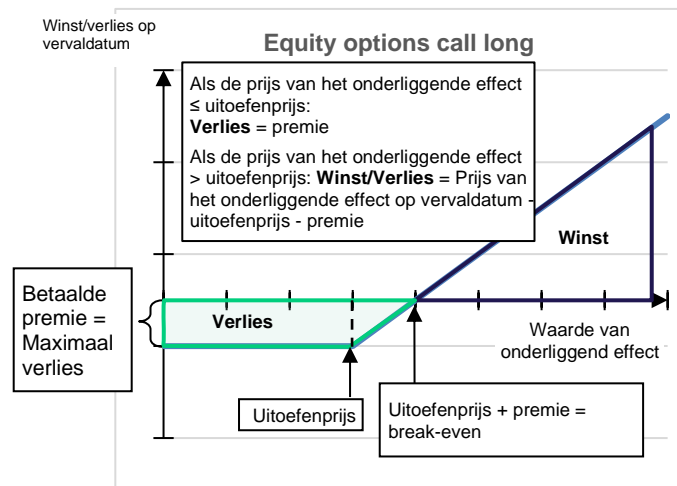 Winst/verlies op
vervaldatum
Equity options call long
Als de prijs van het onderliggende effect
≤ uitoefenprijs:
Verlies = premie
Als de prijs van het onderliggende effect
> uitoefenprijs: Winst/Verlies = Prijs van
het onderliggende effect op vervaldatum -
uitoefenprijs - premie
Winst
Betaalde
premie =
Maximaal
verlies
Verlies
Waarde van
onderliggend effect
Uitoefenprijs
Uitoefenprijs + premie =
break-even